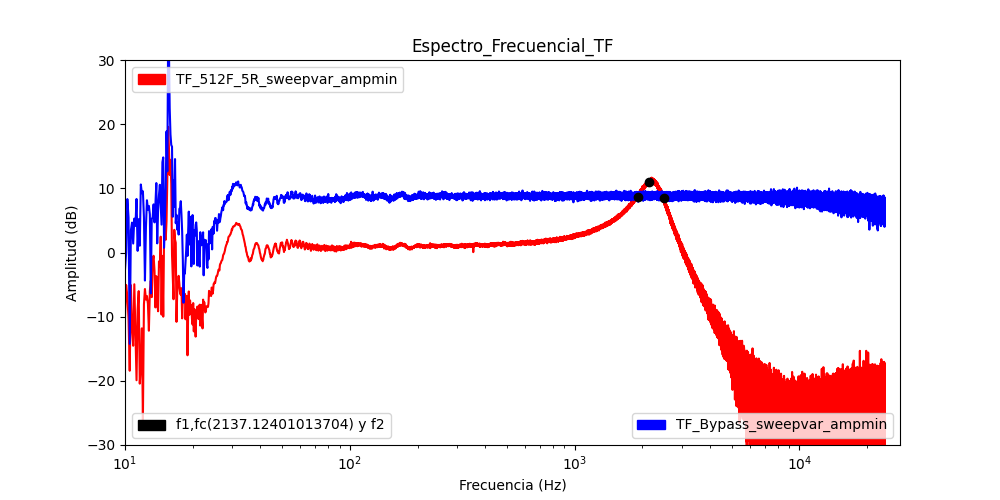 Espectro_Frecuencial_TF
TF_512F_5R_sweepvar_ampmin
30
20
10
0
−10
−20
−30
Amplitud (dB)
f1,fc(2137.12401013704) y f2
TF_Bypass_sweepvar_ampmin
10¹ 10² 10³ 10⁴
Frecuencia (Hz)